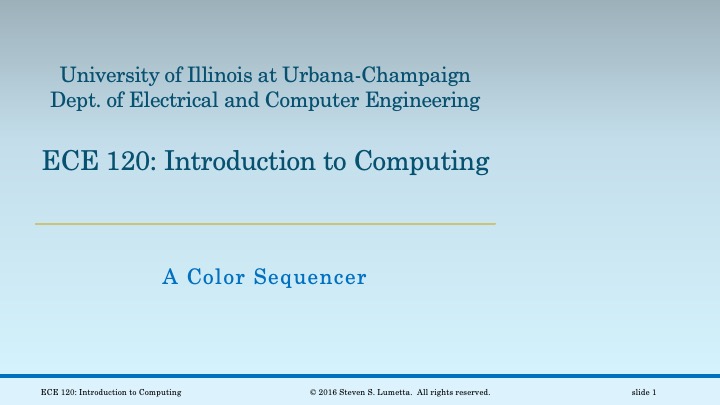 University of Illinois at Urbana-Champaign
Dept. of Electrical and Computer Engineering
ECE 120: Introduction to Computing
A Color Sequencer
ECE 120: Introduction to Computing
© 2016 Steven S. Lumetta.  All rights reserved.
slide 1